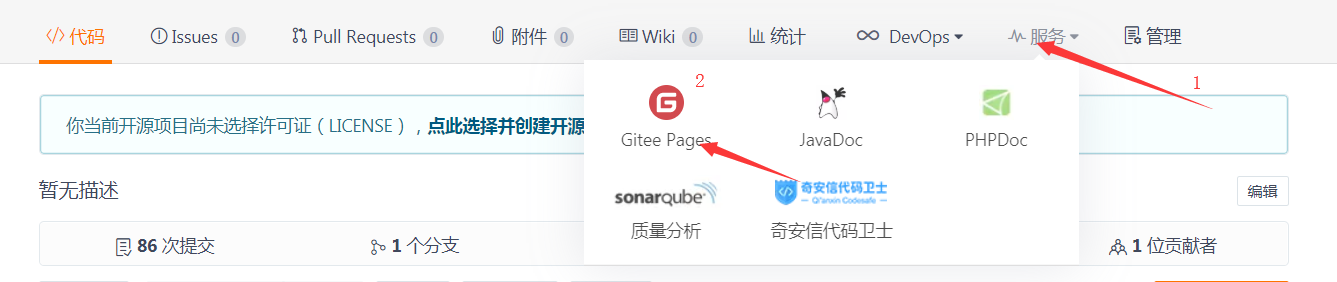 代码 Issues 0 Pull Requests 0 附件 0 Wiki 0 统计 DevOps 服务 管理
1
2
G
Gitee Pages JavaDoc PHPDoc
你当前开源项目尚未选择许可证（LICENSE），点此选择并创建开源
sonarqube 奇安信代码卫士
Qi'anxin Codesafe
质量分析 奇安信代码卫士
暂无描述 编辑
86 次提交 1 个分支 1 位贡献者